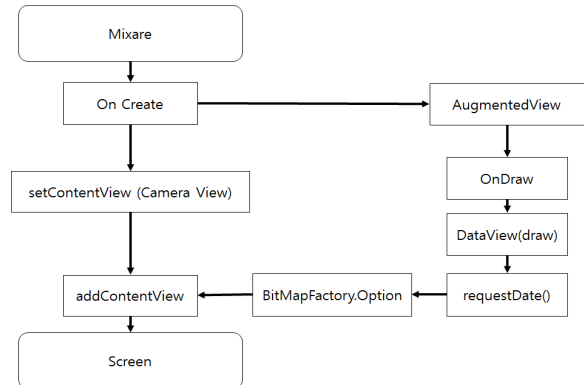 Mixare
On Create
AugmentedView
setContentView (Camera View)
OnDraw
DataView(draw)
addContentView
BitMapFactory.Option
requestDate()
Screen